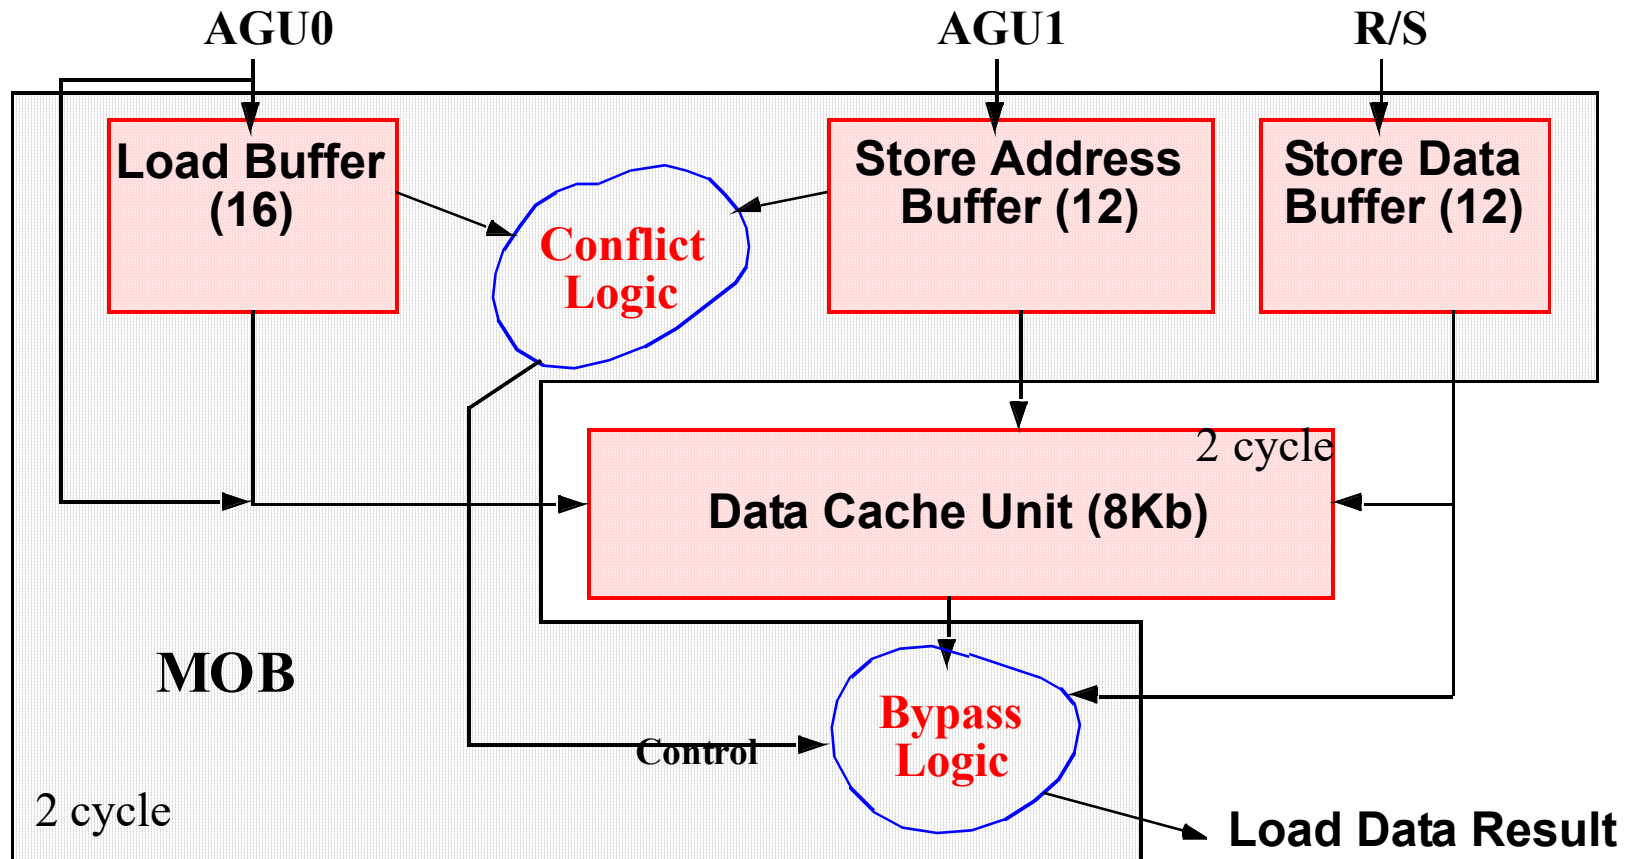 AGU0
AGU1
R/S
Load Buffer
(16)
Store Address
Buffer (12)
Store Data
Buffer (12)
Conflict
Logic
2 cycle
Data Cache Unit (8Kb)
MOB
Bypass
Logic
Control
2 cycle
Load Data Result